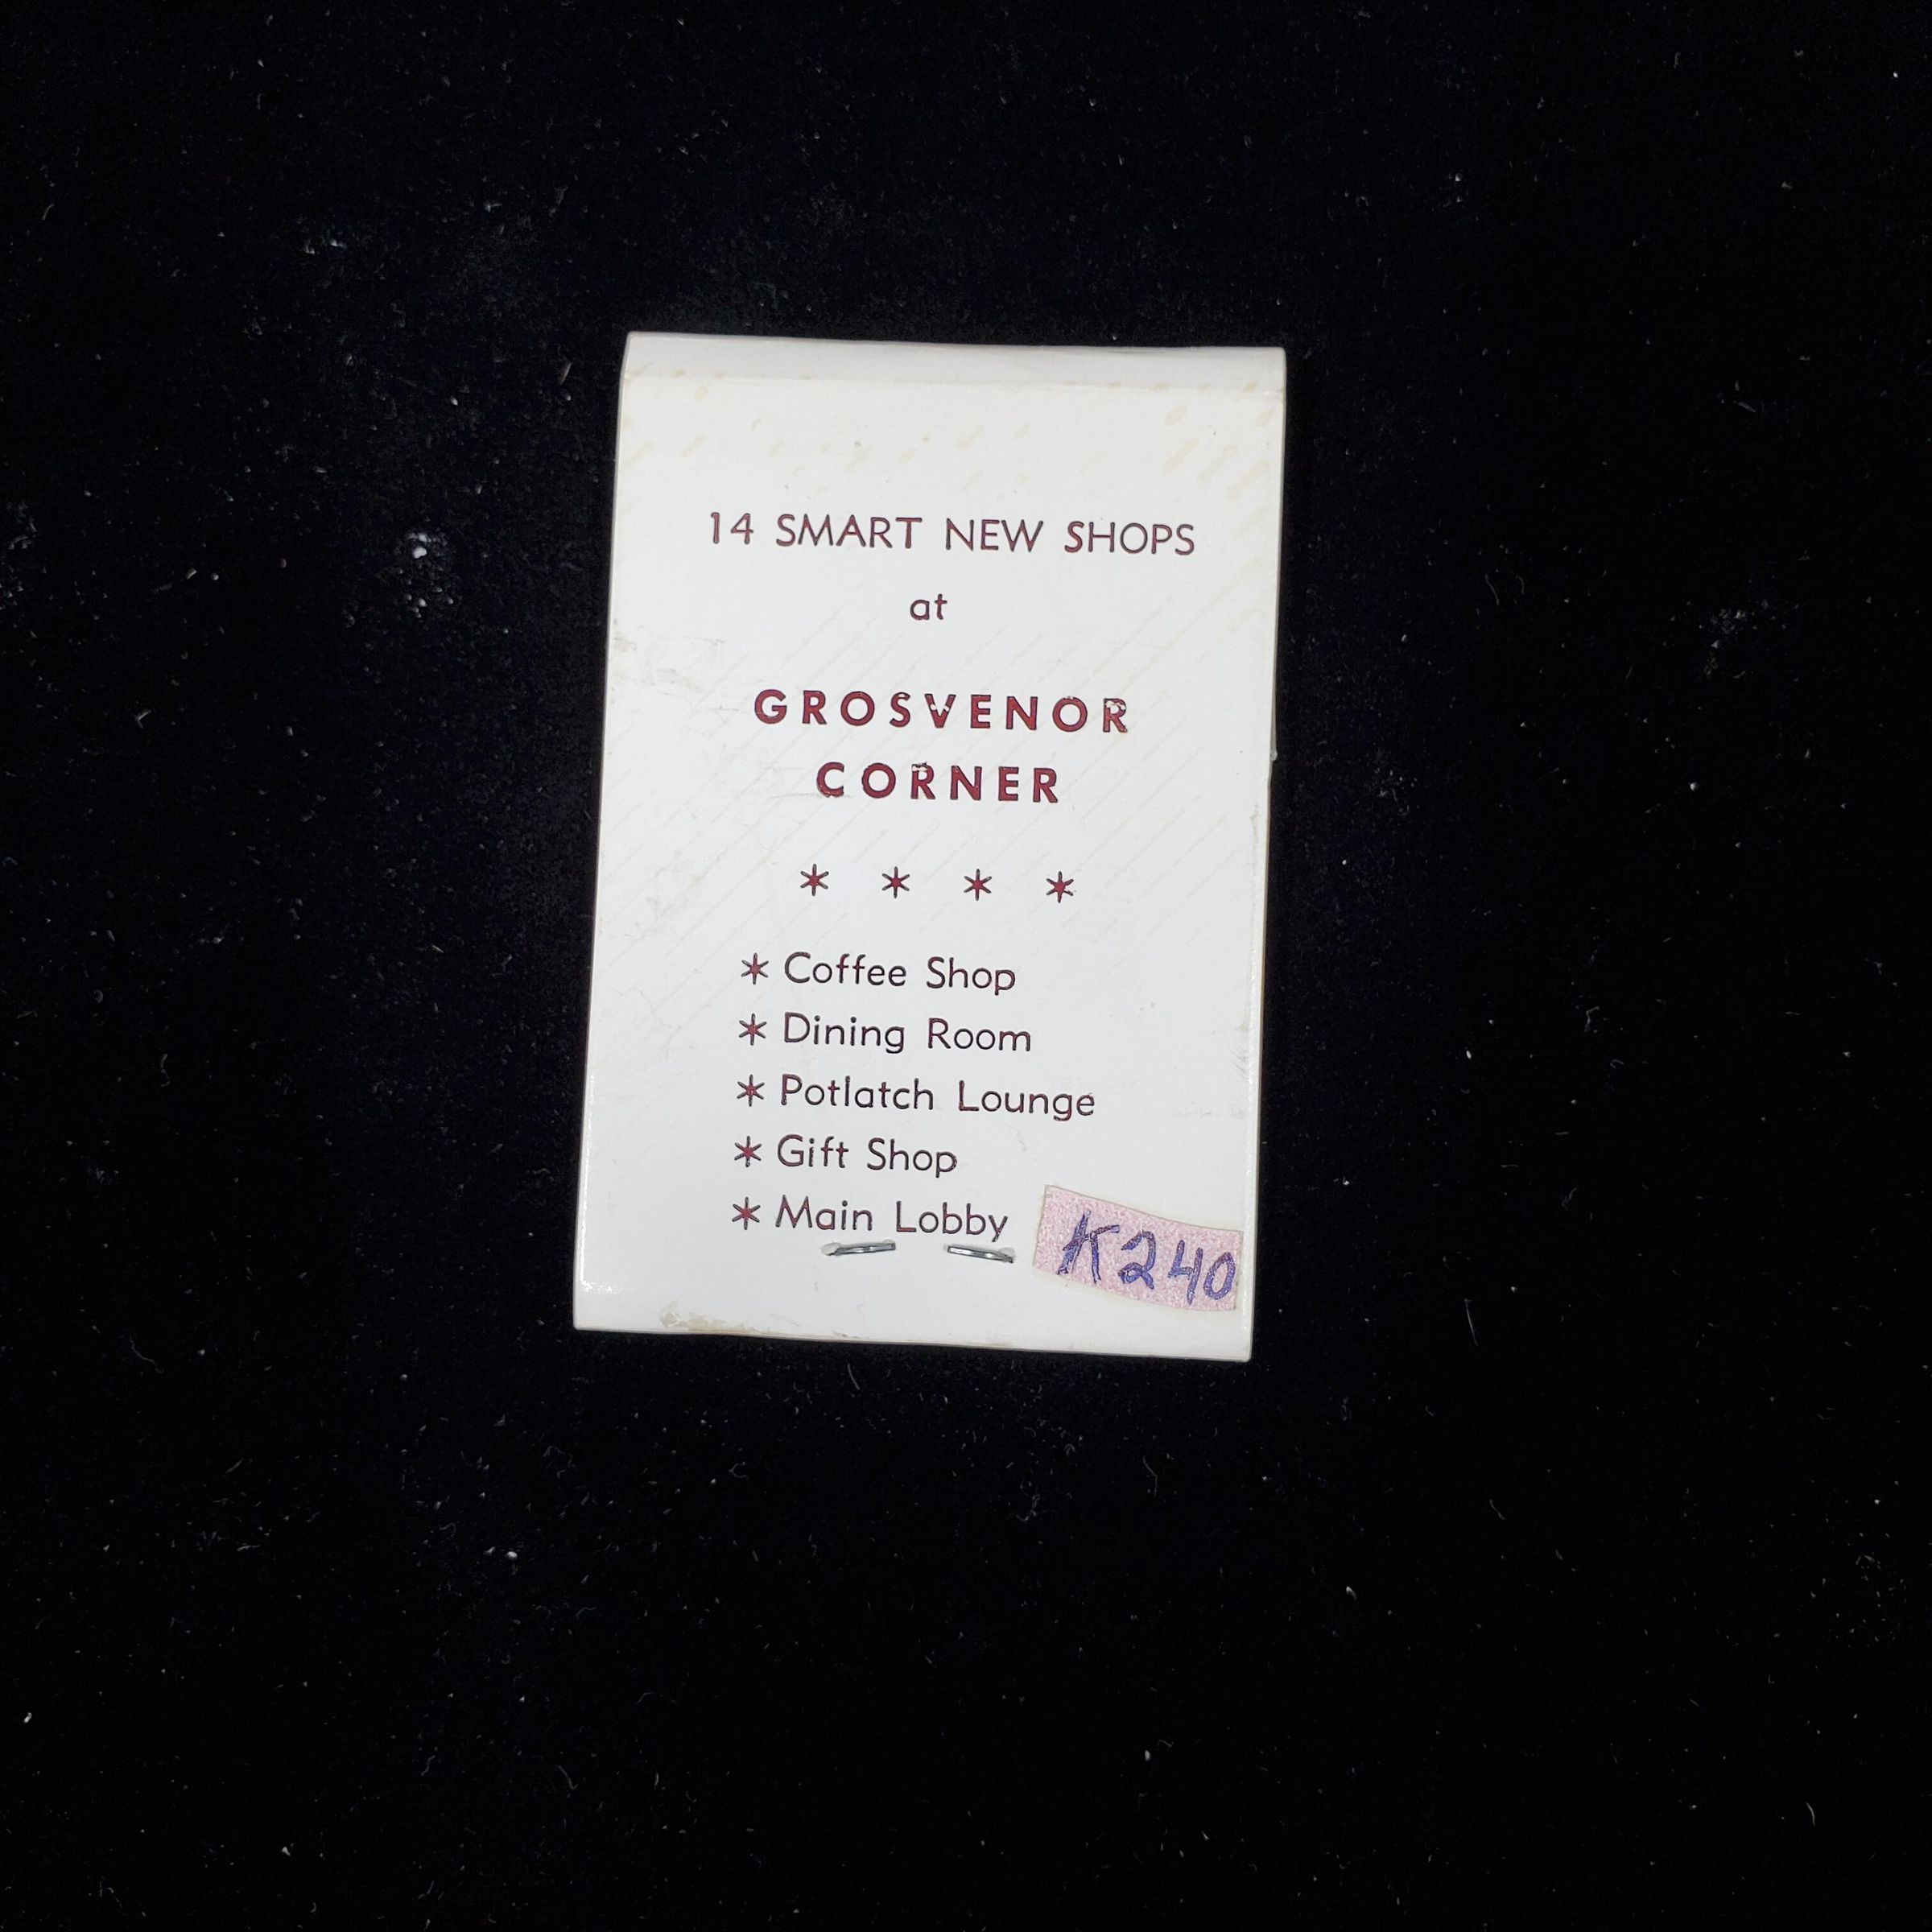 14 SMART NEW SHOPS
at
GROSVENOR
CORNER
* * * *
* Coffee Shop
* Dining Room
* Potlatch Lounge
* Gift Shop
* Main Lobby
K240